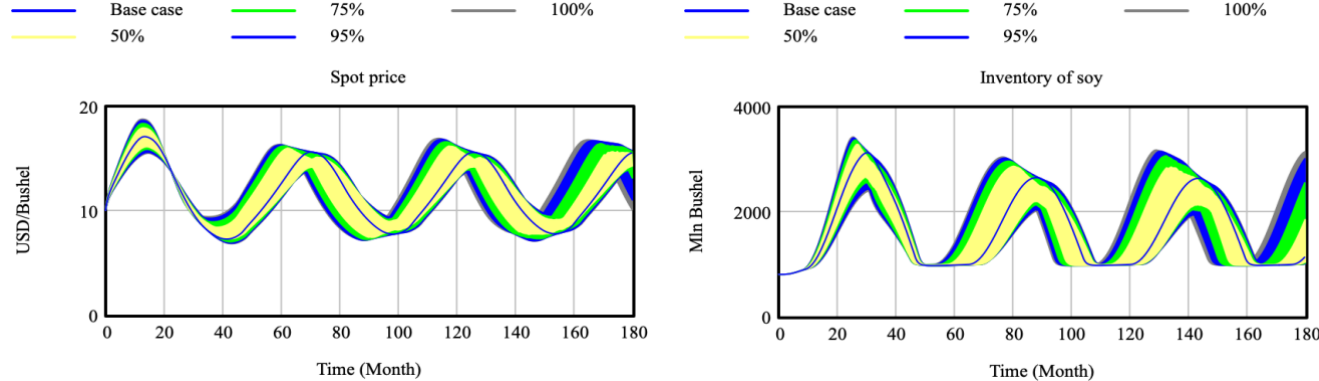 Base case 75% 100%
50% 95%
Spot price
20
10
0
USD/Bushel
0 20 40 60 80 100 120 140 160 180
Time (Month)
Base case 75% 100%
50% 95%
Inventory of soy
4000
2000
0
Mln Bushel
0 20 40 60 80 100 120 140 160 180
Time (Month)